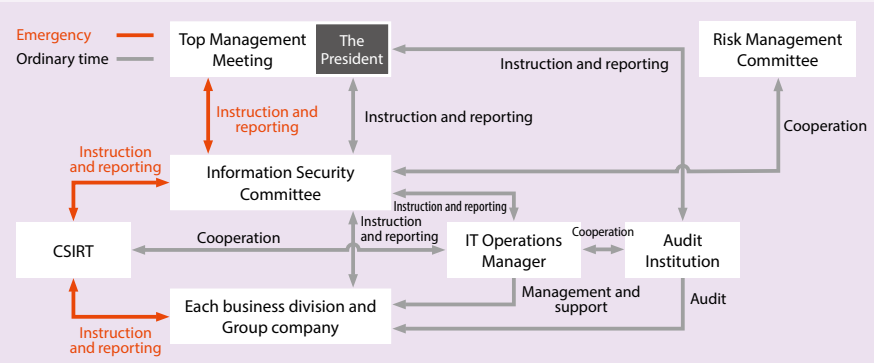 Emergency
Ordinary time
Top Management
Meeting
The
President
Risk Management
Committee
Instruction and reporting
Instruction and
reporting
Instruction and reporting
Cooperation
Instruction
and reporting
Information Security
Committee
Instruction and reporting
Instruction
and reporting
Cooperation
Cooperation
CSIRT
IT Operations
Manager
Audit
Institution
Each business division and
Group company
Management and
support
Audit
Instruction
and reporting